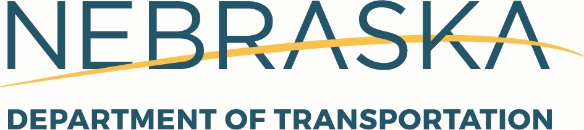 NEBRASKA
DEPARTMENT OF TRANSPORTATION